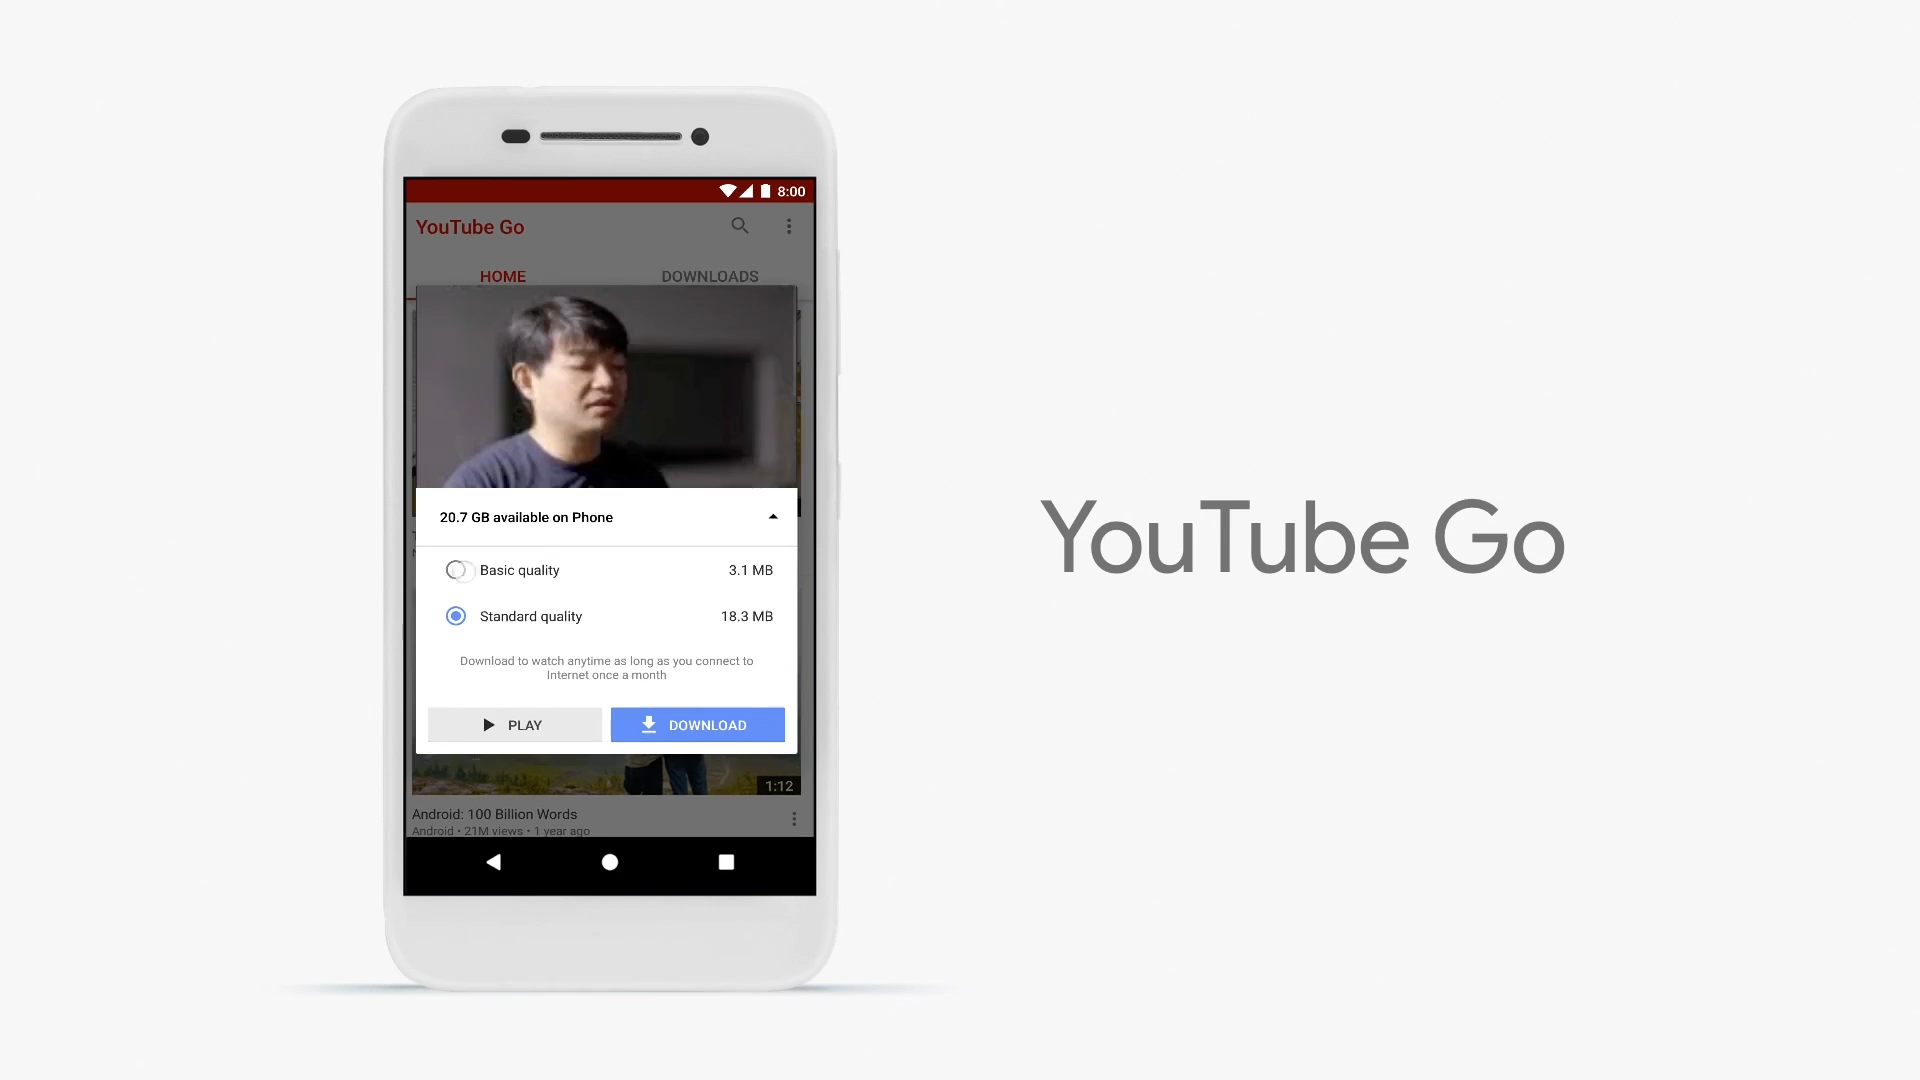 8:00
YouTube Go
HOME DOWNLOADS
20.7 GB available on Phone
Basic quality 3.1 MB
Standard quality 18.3 MB
Download to watch anytime as long as you connect to
Internet once a month
PLAY DOWNLOAD
1:12
Android: 100 Billion Words
Android • 21M views • 1 year ago
YouTube Go